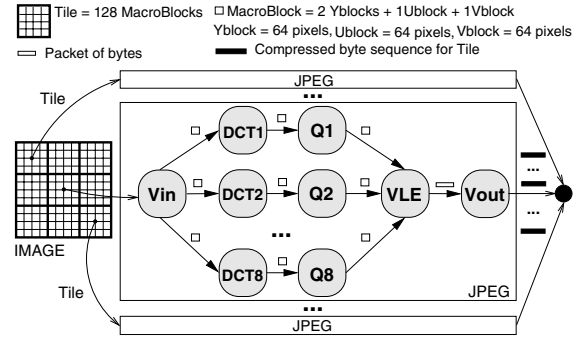 Tile = 128 MacroBlocks
MacroBlock = 2 Yblocks + 1Ublock + 1Vblock
Yblock = 64 pixels, Ublock = 64 pixels, Vblock = 64 pixels
Packet of bytes
Compressed byte sequence for Tile
JPEG
Tile
...
DCT1
Q1
Vin
DCT2
Q2
VLE
Vout
...
...
...
DCT8
Q8
IMAGE
JPEG
Tile
...
JPEG